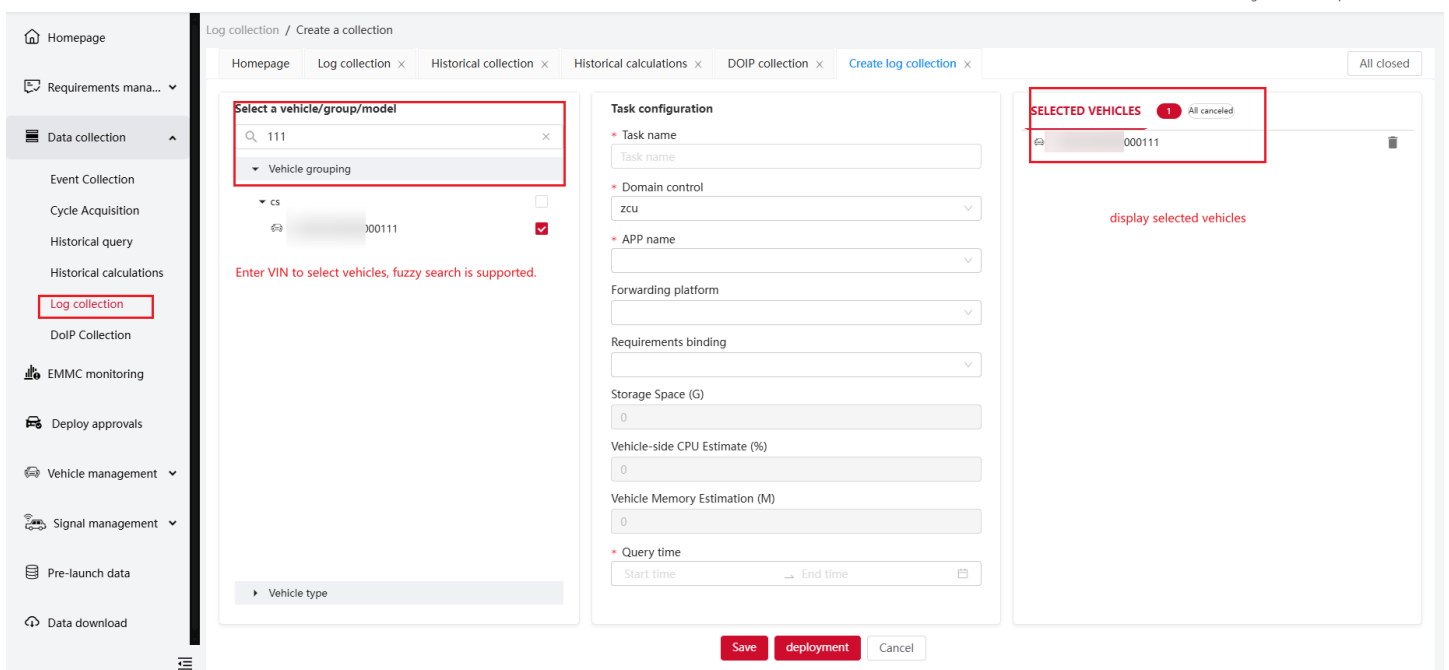 Homepage
Requirements mana...
Data collection
Event Collection
Cycle Acquisition
Historical query
Historical calculations
Log collection
DoIP Collection
EMMC monitoring
Deploy approvals
Vehicle management
Signal management
Pre-launch data
Data download
Log collection / Create a collection
Homepage Log collection × Historical collection × Historical calculations × DOIP collection × Create log collection × All closed
Select a vehicle/group/model
111 ×
Vehicle grouping
cs
000111
Enter VIN to select vehicles, fuzzy search is supported.
Vehicle type
Task configuration
* Task name
Task name
* Domain control
zcu
* APP name
Forwarding platform
Requirements binding
Storage Space (G)
0
Vehicle-side CPU Estimate (%)
0
Vehicle Memory Estimation (M)
0
* Query time
Start time → End time
SELECTED VEHICLES 1 All canceled
000111
display selected vehicles
Save deployment Cancel